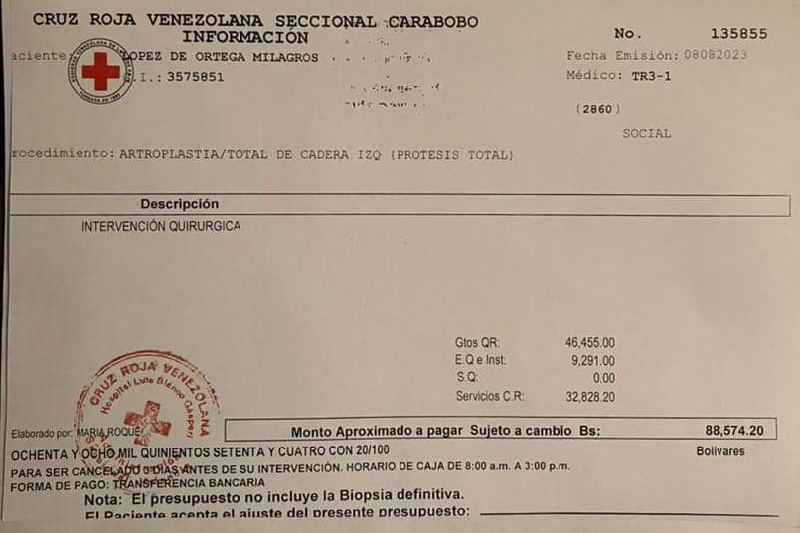 CRUZ ROJA VENEZOLANA SECCIONAL CARABOBO
INFORMACIÓN
No. 135855
aciente: LOPEZ DE ORTEGA MILAGROS
Fecha Emisión: 08082023
.I.: 3575851
Médico: TR3-1
(2860)
SOCIAL
rocedimiento: ARTROPLASTIA/TOTAL DE CADERA IZQ (PROTESIS TOTAL)
Descripción
INTERVENCIÓN QUIRURGICA
Gtos QR: 46,455.00
E.Q e Inst: 9,291.00
S.Q: 0.00
Servicios C.R: 32,828.20
CRUZ ROJA VENEZOLANA
Hospital Luis Blanco Gásperi
Elaborado por: MARIA ROQUE
Monto Aproximado a pagar Sujeto a cambio Bs: 88,574.20
OCHENTA Y OCHO MIL QUINIENTOS SETENTA Y CUATRO CON 20/100
Bolívares
PARA SER CANCELADO 3 DIAS ANTES DE SU INTERVENCIÓN. HORARIO DE CAJA DE 8:00 a.m. A 3:00 p.m.
FORMA DE PAGO: TRANSFERENCIA BANCARIA
Nota: El presupuesto no incluye la Biopsia definitiva.
El Paciente acepta el ajuste del presente presupuesto: